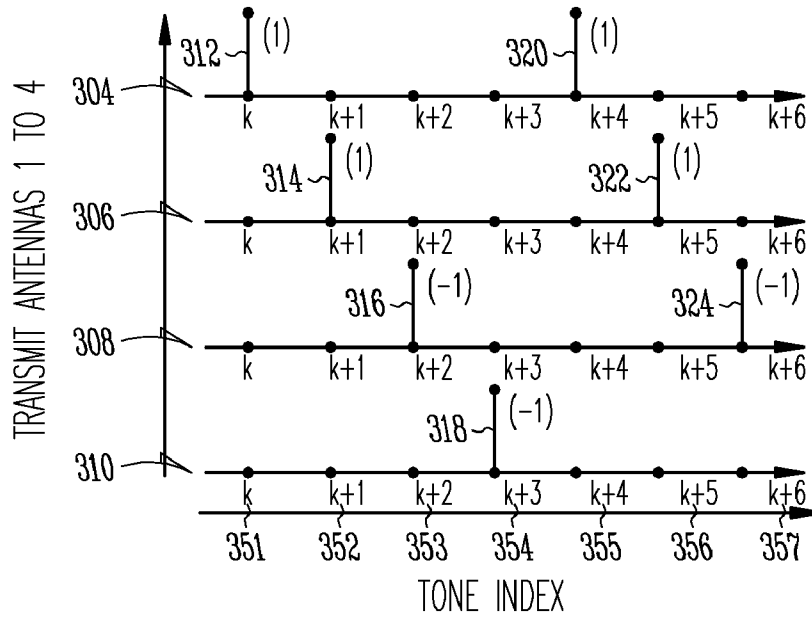 TRANSMIT ANTENNAS 1 TO 4
312 (1) 320 (1)
304
k k+1 k+2 k+3 k+4 k+5 k+6
314 (1) 322 (1)
306
k k+1 k+2 k+3 k+4 k+5 k+6
316 (-1) 324 (-1)
308
k k+1 k+2 k+3 k+4 k+5 k+6
318 (-1)
310
k k+1 k+2 k+3 k+4 k+5 k+6
351 352 353 354 355 356 357
TONE INDEX